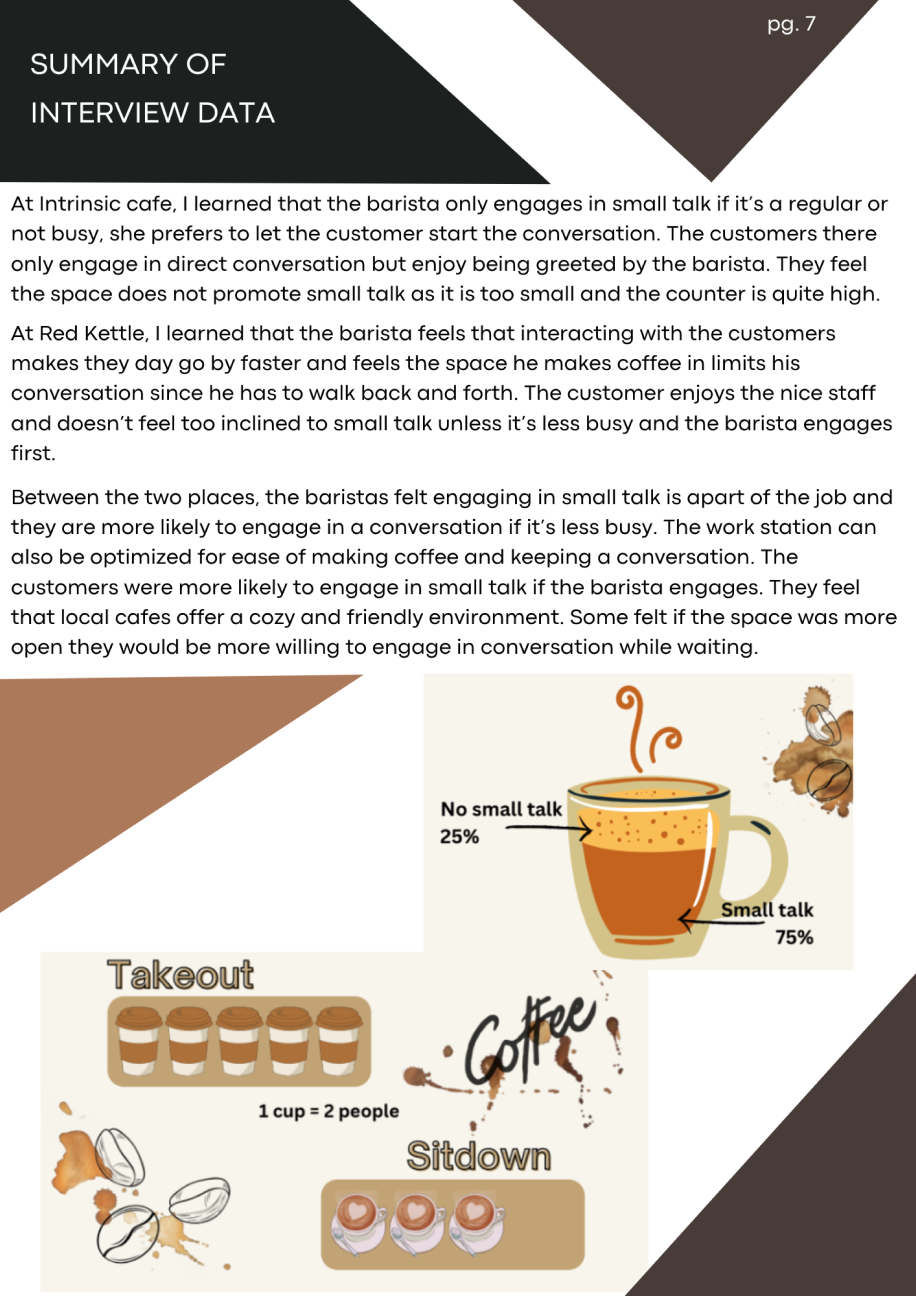 pg. 7
SUMMARY OF
INTERVIEW DATA
At Intrinsic cafe, I learned that the barista only engages in small talk if it's a regular or
not busy, she prefers to let the customer start the conversation. The customers there
only engage in direct conversation but enjoy being greeted by the barista. They feel
the space does not promote small talk as it is too small and the counter is quite high.
At Red Kettle, I learned that the barista feels that interacting with the customers
makes they day go by faster and feels the space he makes coffee in limits his
conversation since he has to walk back and forth. The customer enjoys the nice staff
and doesn't feel too inclined to small talk unless it's less busy and the barista engages
first.
Between the two places, the baristas felt engaging in small talk is apart of the job and
they are more likely to engage in a conversation if it's less busy. The work station can
also be optimized for ease of making coffee and keeping a conversation. The
customers were more likely to engage in small talk if the barista engages. They feel
that local cafes offer a cozy and friendly environment. Some felt if the space was more
open they would be more willing to engage in conversation while waiting.
No small talk
25%
Small talk
75%
Takeout
Coffee
1 cup = 2 people
Sitdown